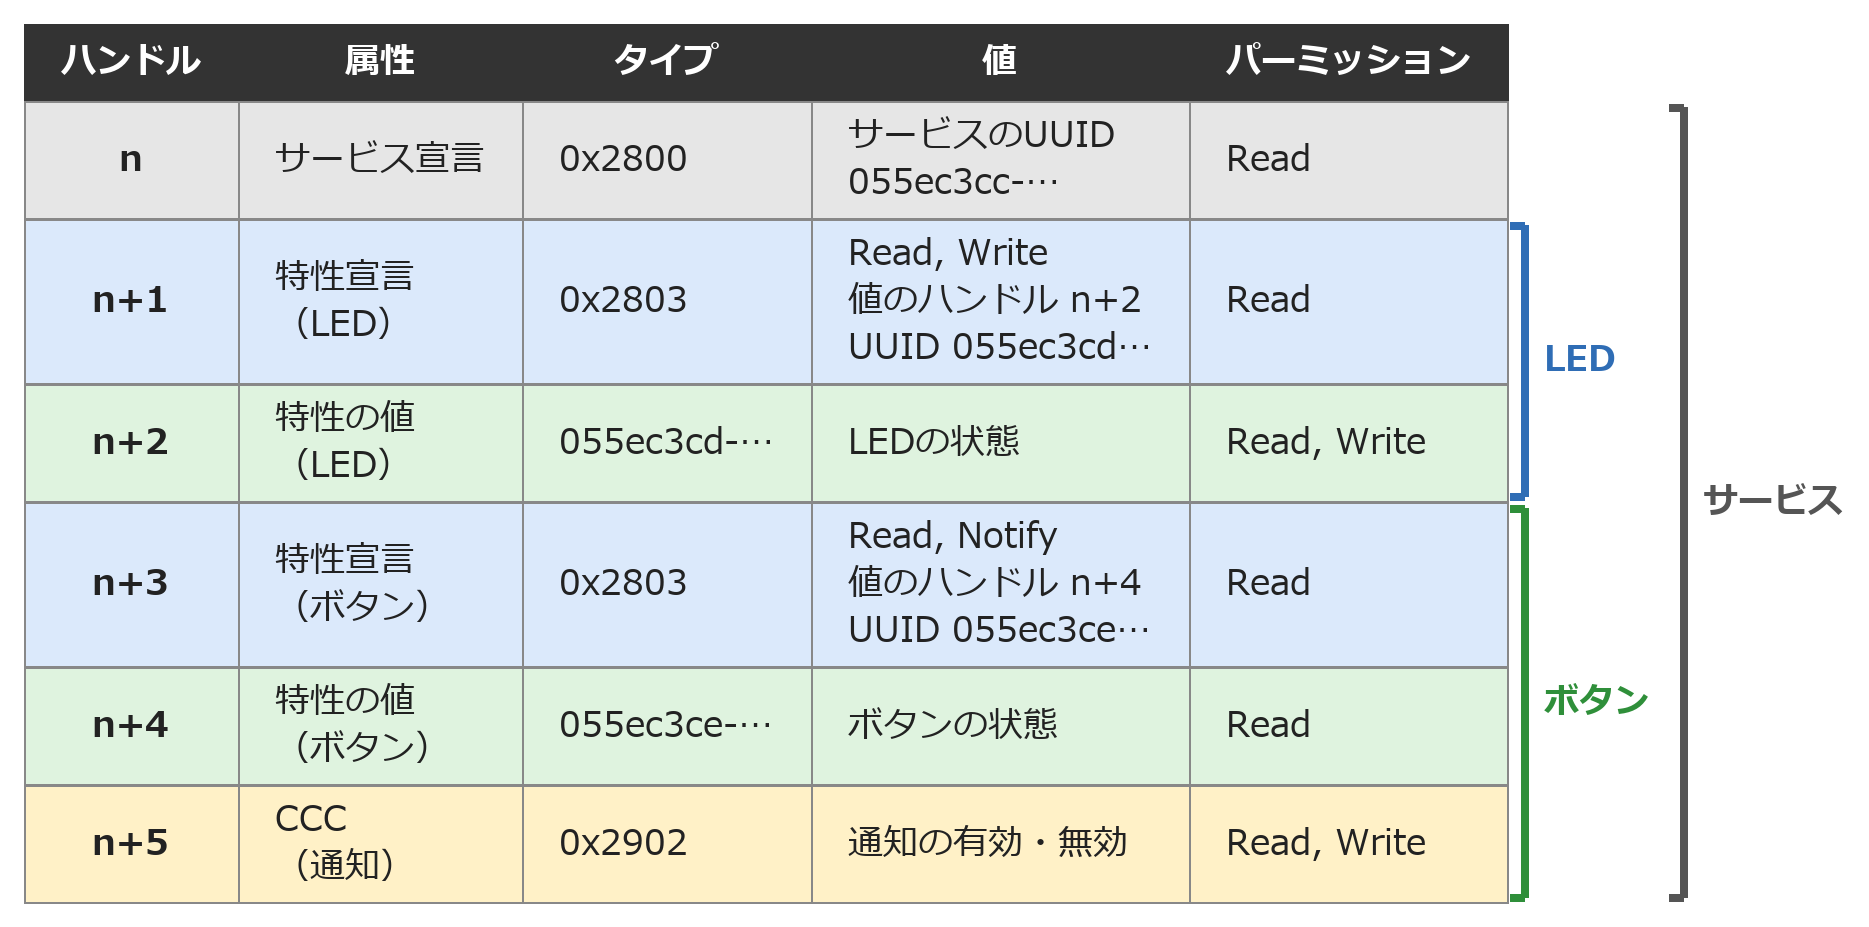 ハンドル 属性 タイプ 値 パーミッション
n サービス宣言 0x2800 サービスのUUID Read
055ec3cc-…
n+1 特性宣言 0x2803 Read, Write Read
（LED） 値のハンドル n+2
UUID 055ec3cd…
n+2 特性の値 055ec3cd-… LEDの状態 Read, Write
（LED）
LED
n+3 特性宣言 0x2803 Read, Notify Read
（ボタン） 値のハンドル n+4
UUID 055ec3ce…
n+4 特性の値 055ec3ce-… ボタンの状態 Read
（ボタン）
n+5 CCC 0x2902 通知の有効・無効 Read, Write
（通知）
ボタン
サービス